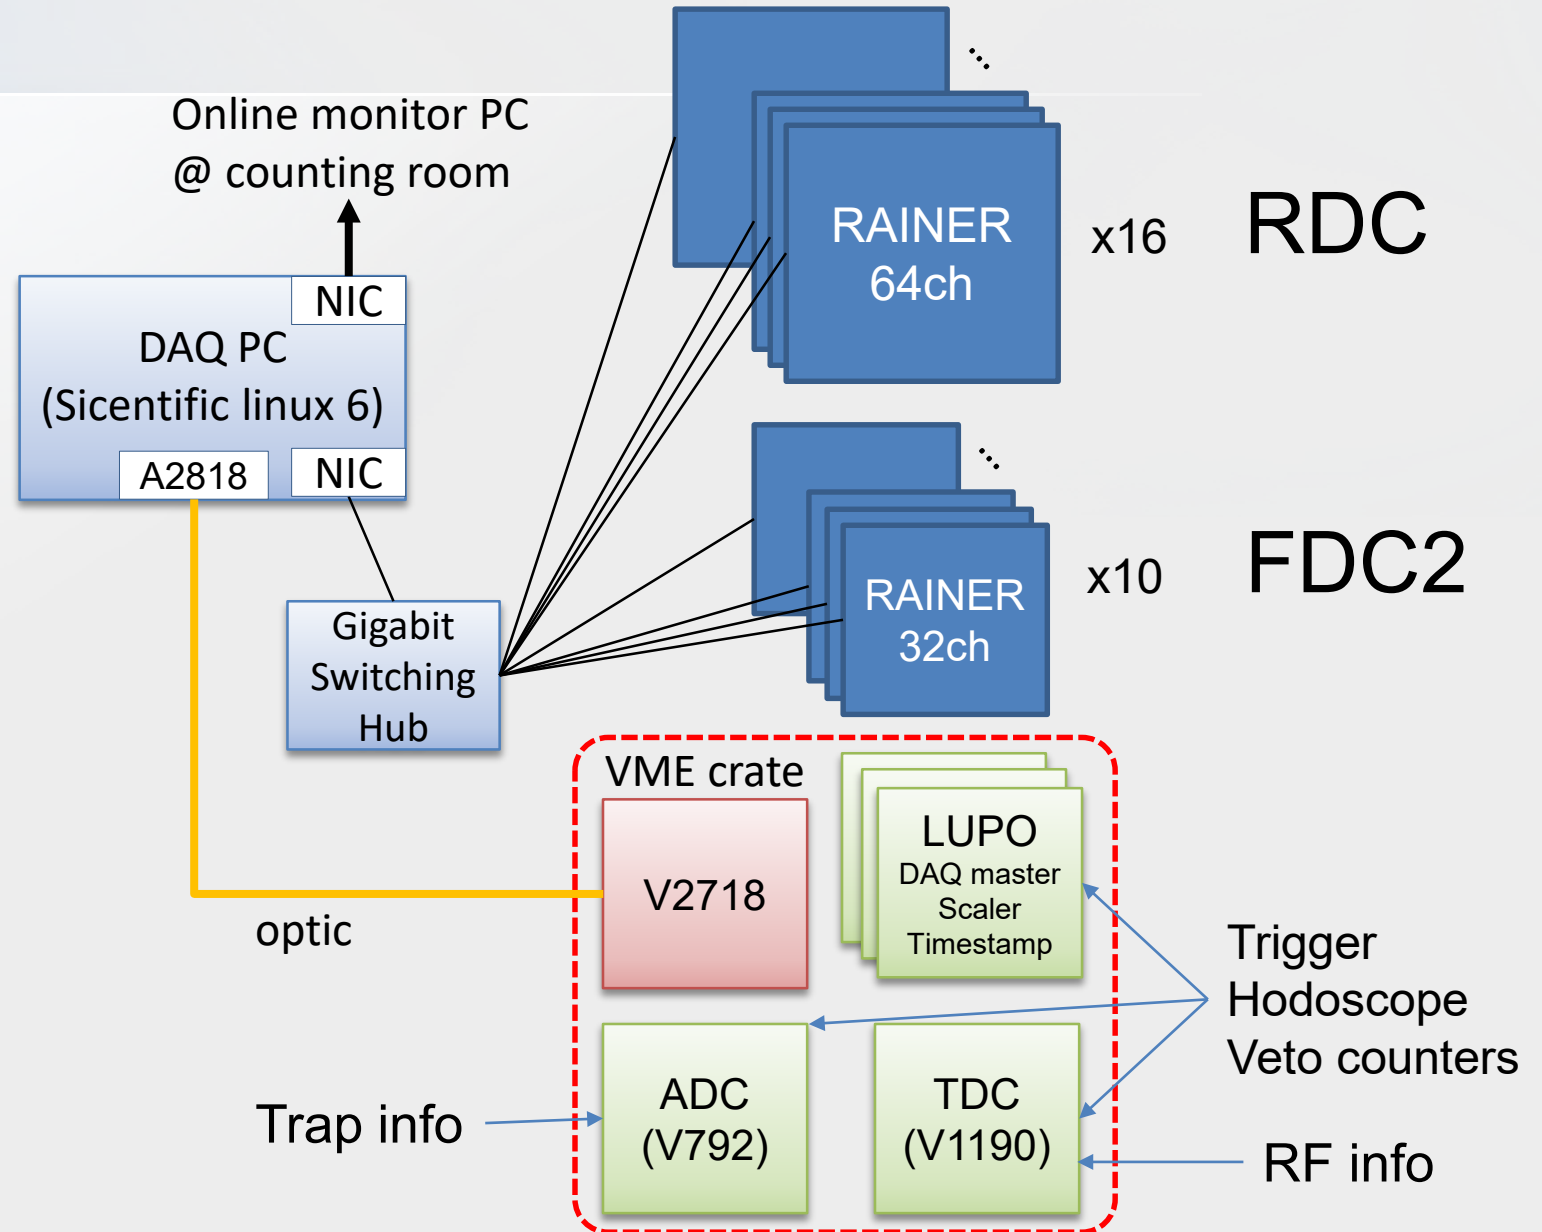 Online monitor PC
@ counting room
NIC
DAQ PC
(Sicentific linux 6)
A2818
NIC
Gigabit
Switching
Hub
RAINER
64ch
x16
RDC
RAINER
32ch
x10
FDC2
optic
VME crate
V2718
LUPO
DAQ master
Scaler
Timestamp
Trigger
Hodoscope
Veto counters
Trap info
ADC
(V792)
TDC
(V1190)
RF info